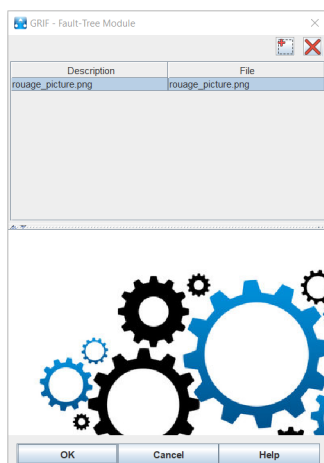 GRIF - Fault-Tree Module
Description File
rouage_picture.png rouage_picture.png
OK Cancel Help